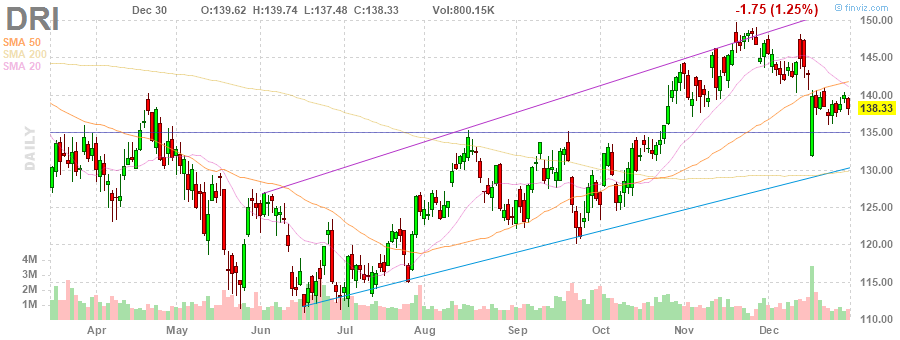 DRI
Dec 30 O:139.62 H:139.74 L:137.48 C:138.33 Vol:800.15K
-1.75 (1.25%)
© finviz.com
SMA 50
SMA 200
SMA 20
DAILY
150.00
145.00
140.00
138.33
135.00
130.00
125.00
120.00
115.00
110.00
4M
3M
2M
1M
Apr May Jun Jul Aug Sep Oct Nov Dec